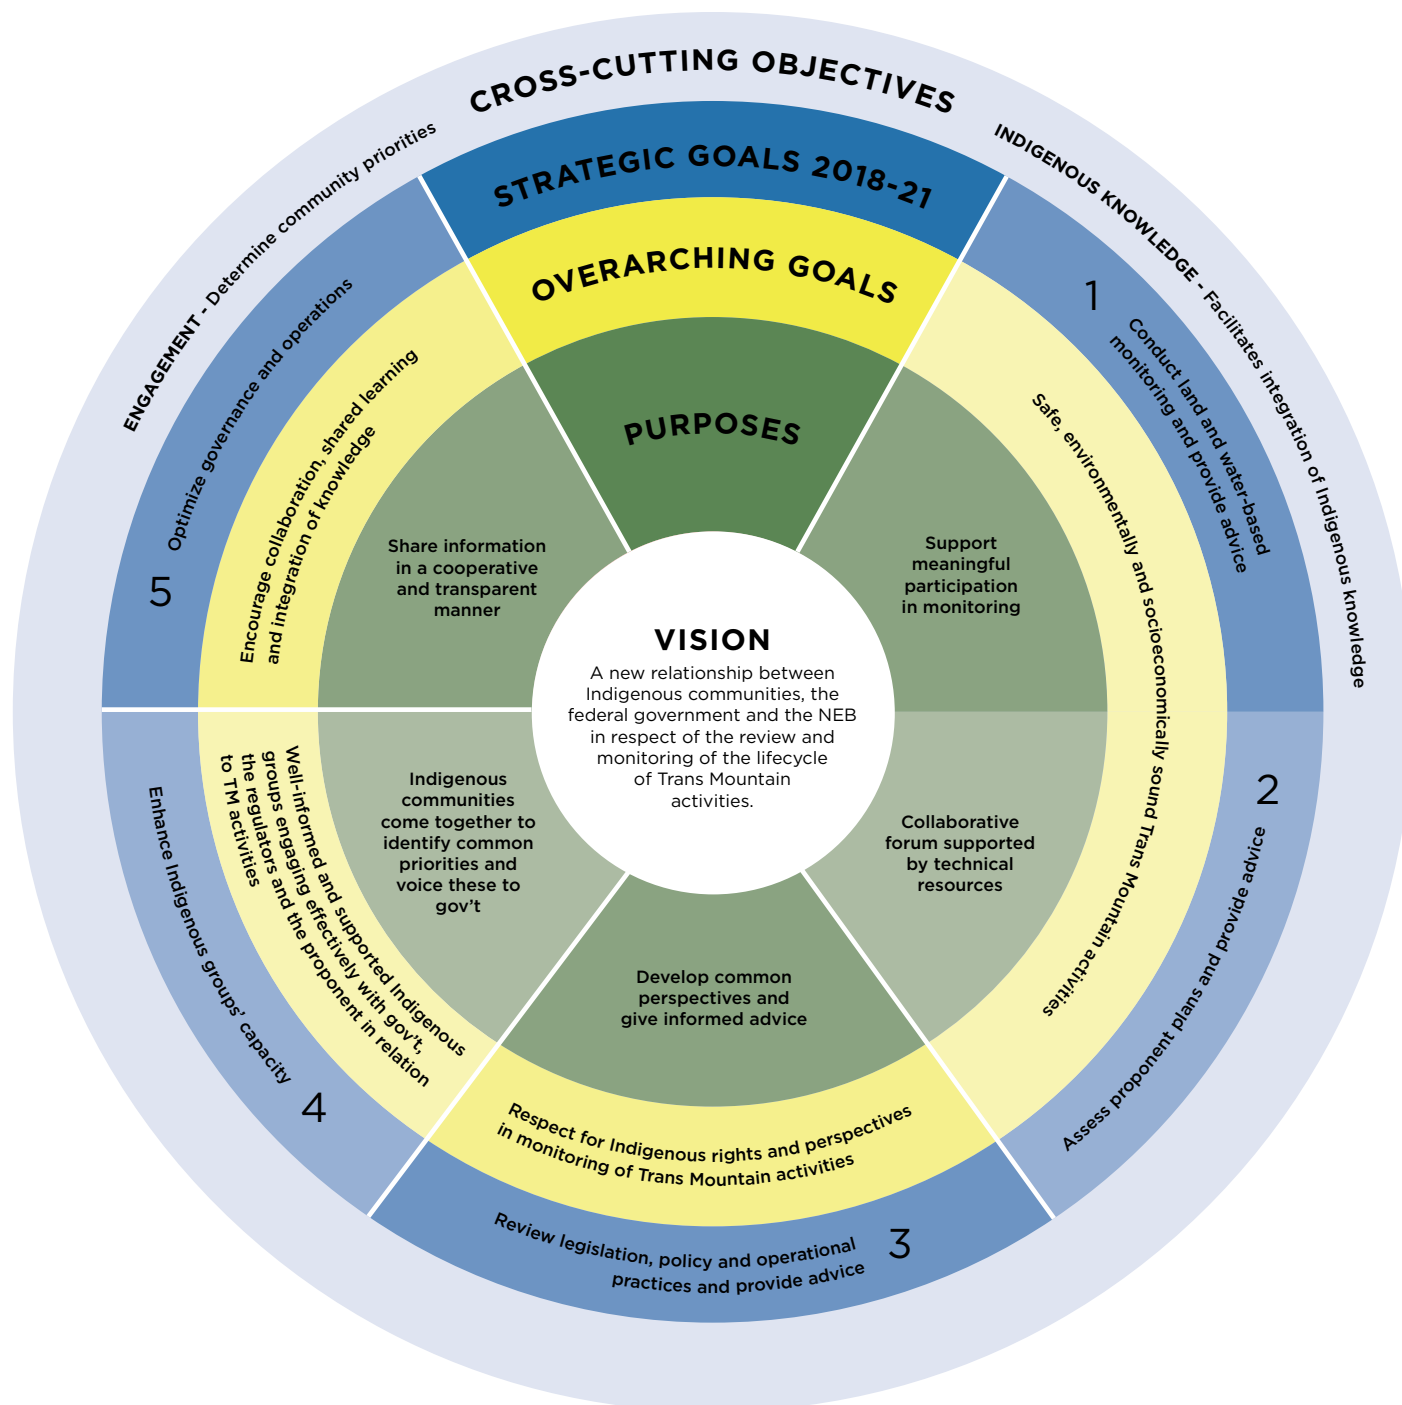 CROSS-CUTTING OBJECTIVES
ENGAGEMENT - Determine community priorities
INDIGENOUS KNOWLEDGE - Facilitates integration of Indigenous knowledge
STRATEGIC GOALS 2018-21
OVERARCHING GOALS
PURPOSES
VISION
A new relationship between
Indigenous communities, the
federal government and the NEB
in respect of the review and
monitoring of the lifecycle
of Trans Mountain
activities.
1
Conduct land and water-based
monitoring and provide advice
2
Assess proponent plans and provide advice
Safe, environmentally and socioeconomically sound Trans Mountain activities
Support
meaningful
participation
in monitoring
Collaborative
forum supported
by technical
resources
3
Review legislation, policy and operational
practices and provide advice
Respect for Indigenous rights and perspectives
in monitoring of Trans Mountain activities
Develop common
perspectives and
give informed advice
4
Enhance Indigenous groups’ capacity
Well-informed and supported Indigenous
groups engaging effectively with gov’t,
the regulators and the proponent in relation
to TM activities
Indigenous
communities
come together to
identify common
priorities and
voice these to
gov’t
5
Optimize governance and operations
Encourage collaboration, shared learning
and integration of knowledge
Share information
in a cooperative
and transparent
manner